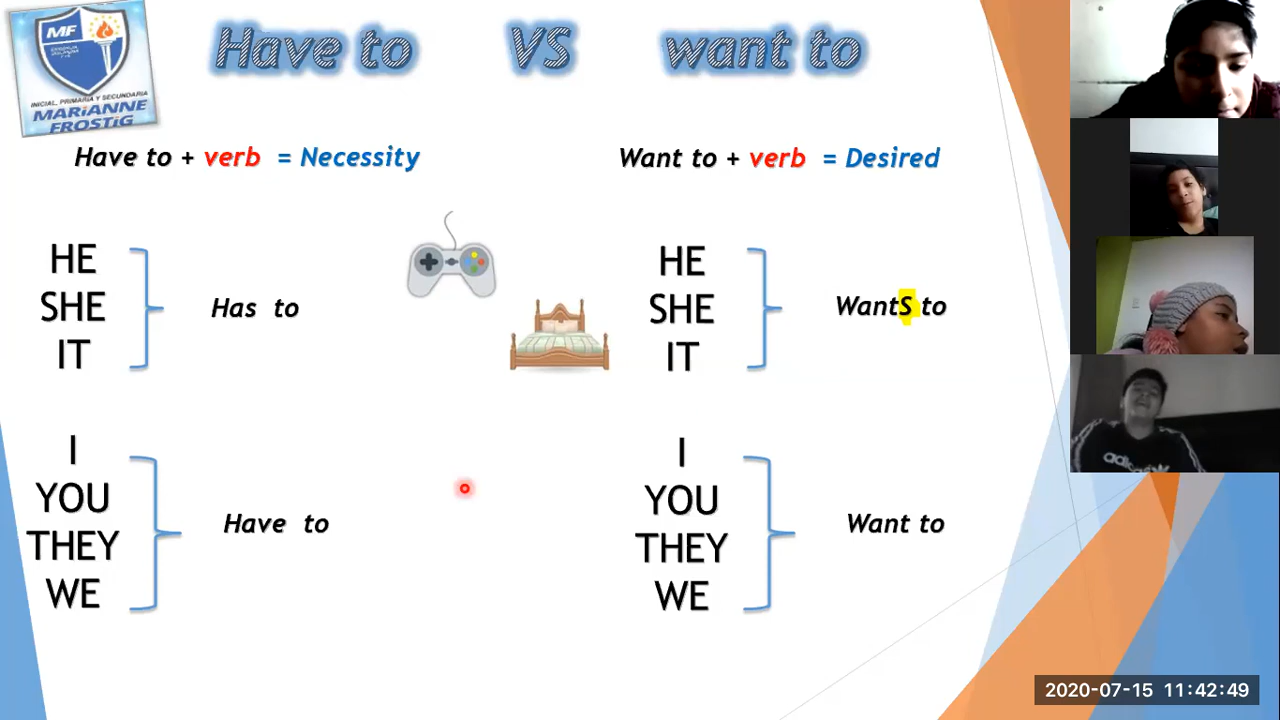 MF
INICIAL, PRIMARIA Y SECUNDARIA
MARIANNE
FROSTIG
Have to VS want to
Have to + verb = Necessity
HE
SHE
IT
Has to
I
YOU
THEY
WE
Have to
Want to + verb = Desired
HE
SHE
IT
WantS to
I
YOU
THEY
WE
Want to
adidas
2020-07-15 11:42:49